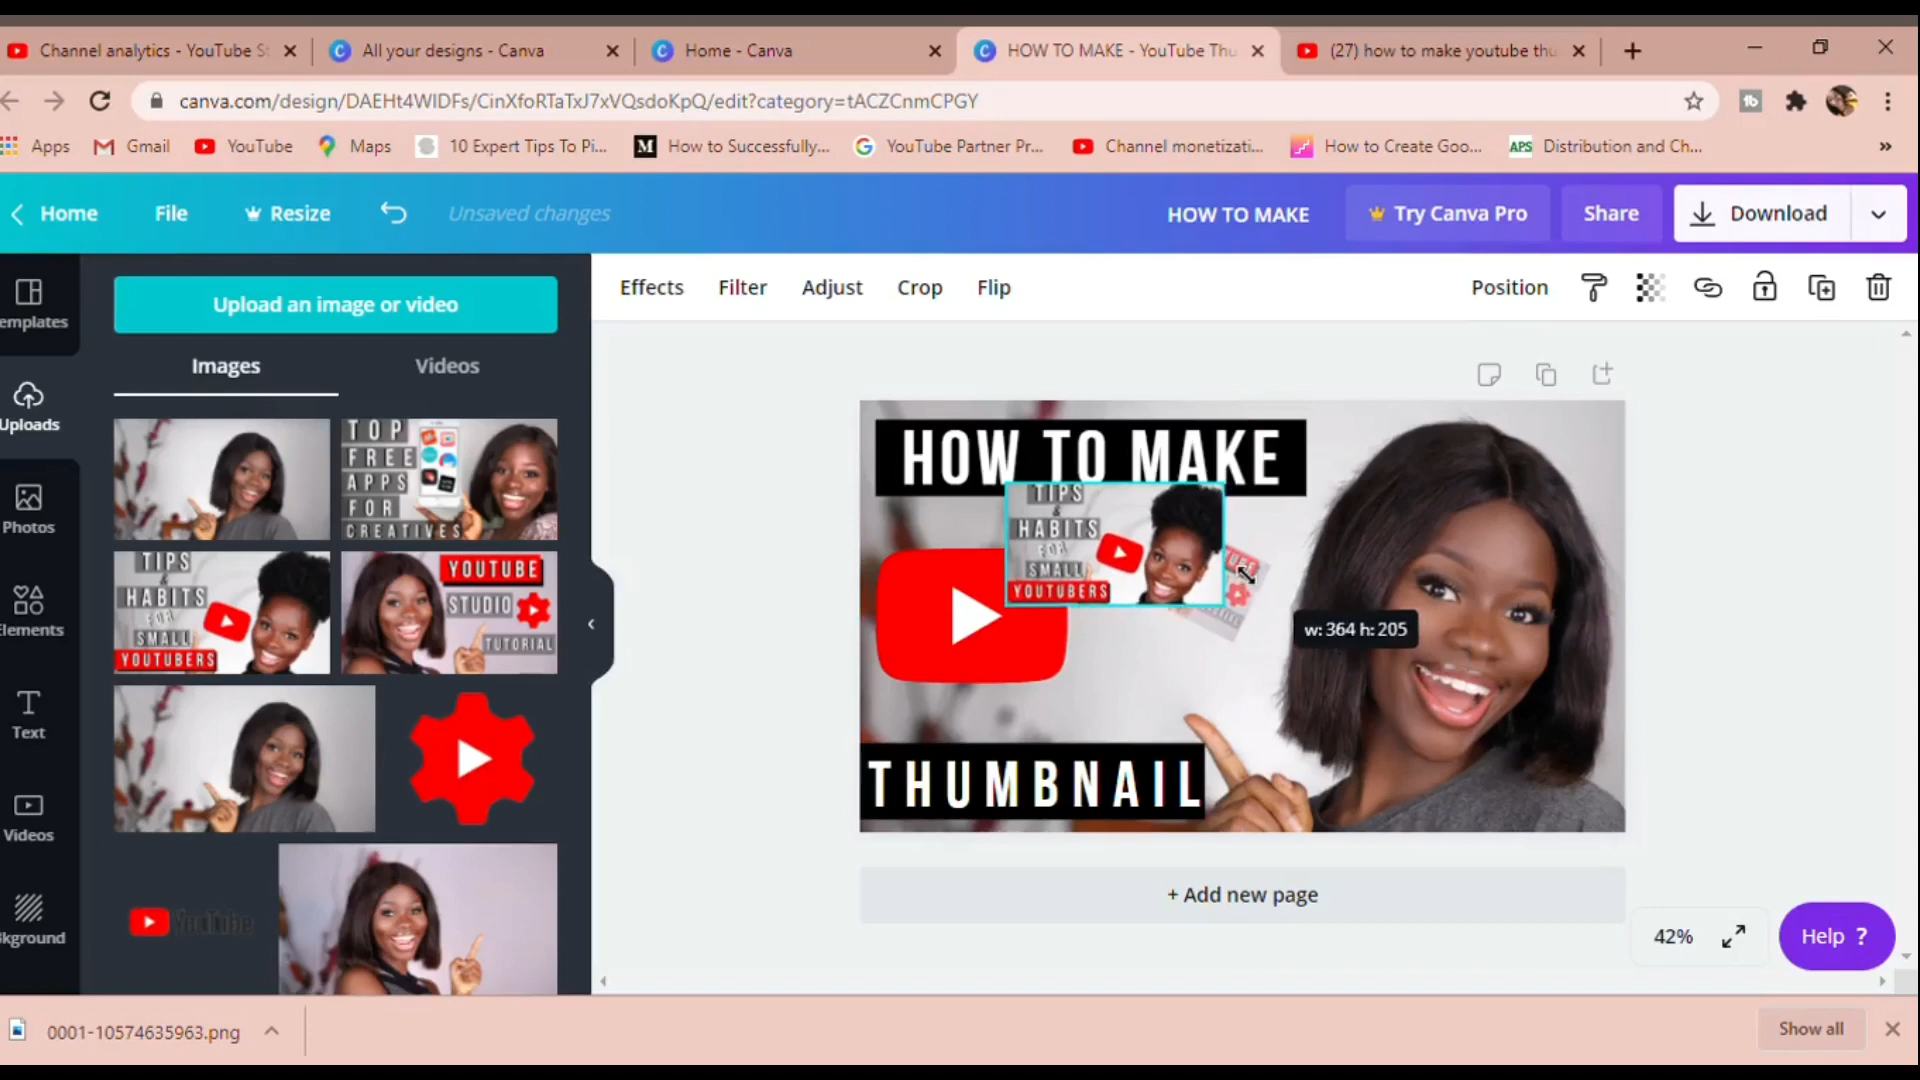 Channel analytics - YouTube St
All your designs - Canva
Home - Canva
HOW TO MAKE - YouTube Thu
(27) how to make youtube thu
canva.com/design/DAEHt4WIDFs/CinXfoRTaTxJ7xVQsdoKpQ/edit?category=tACZCnmCPGY
Apps
Gmail
YouTube
Maps
10 Expert Tips To Pi...
How to Successfully...
YouTube Partner Pr...
Channel monetizati...
How to Create Goo...
APS
Distribution and Ch...
Home
File
Resize
Unsaved changes
HOW TO MAKE
Try Canva Pro
Share
Download
Effects
Filter
Adjust
Crop
Flip
Position
emplates
Uploads
Photos
Elements
Text
Videos
kground
Upload an image or video
Images
Videos
TOP
FREE
APPS
FOR
CREATIVES
TIPS
&
HABITS
FOR
SMALL
YOUTUBERS
YOUTUBE
STUDIO
TUTORIAL
YouTube
HOW TO MAKE
TIPS
&
HABITS
FOR
SMALL
YOUTUBERS
w: 364 h: 205
THUMBNAIL
+ Add new page
42%
Help ?
0001-10574635963.png
Show all